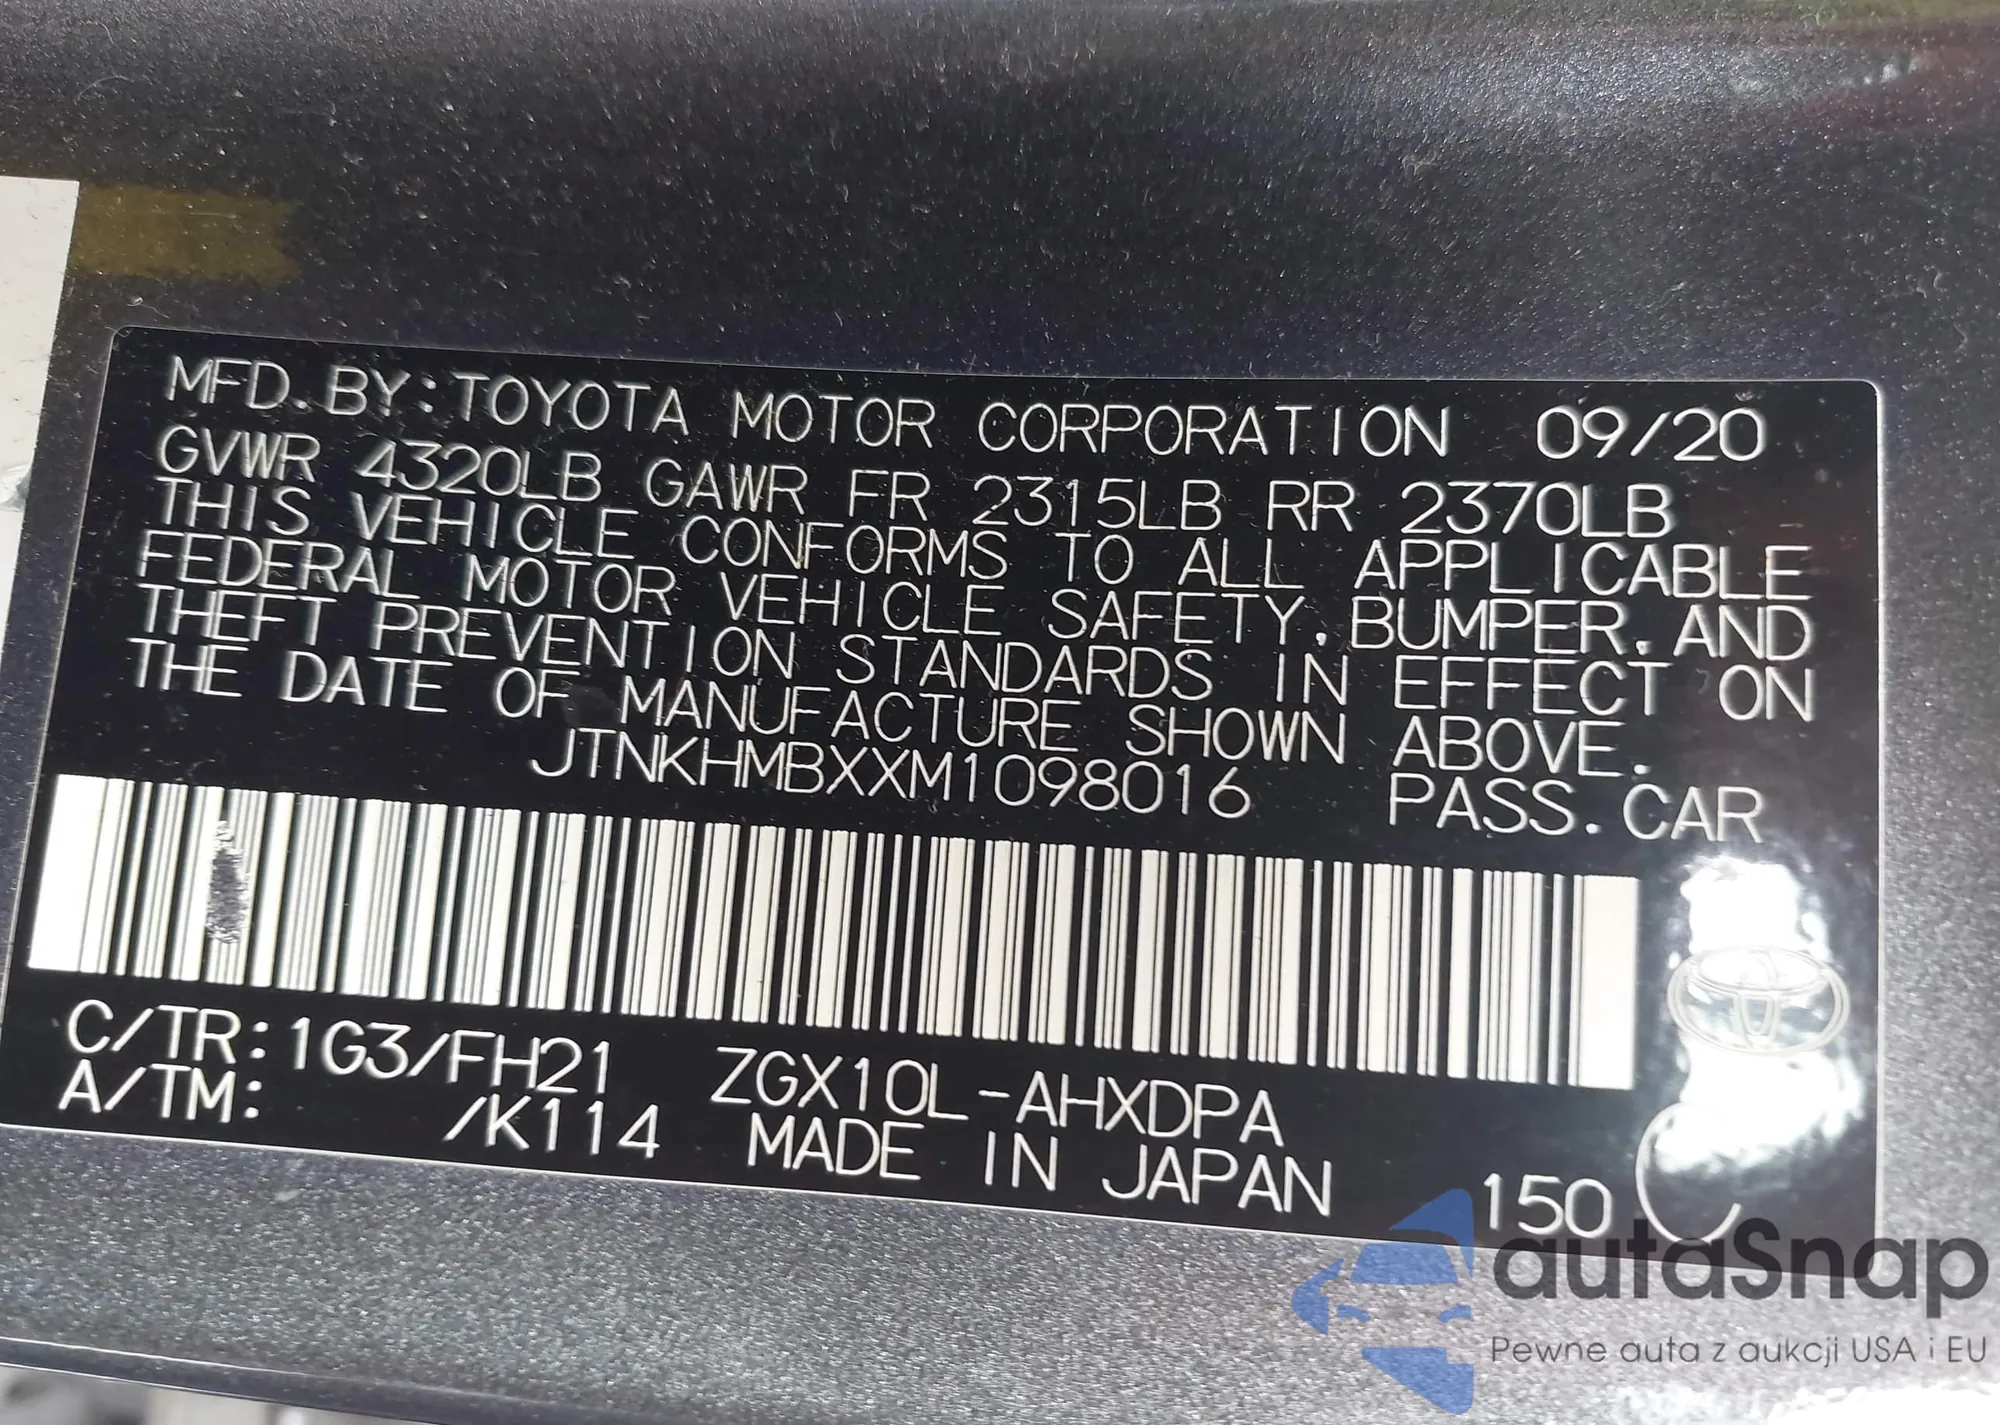 MFD.BY:TOYOTA MOTOR CORPORATION 09/20
GVWR 4320LB GAWR FR 2315LB RR 2370LB
THIS VEHICLE CONFORMS TO ALL APPLICABLE
FEDERAL MOTOR VEHICLE SAFETY,BUMPER,AND
THEFT PREVENTION STANDARDS IN EFFECT ON
THE DATE OF MANUFACTURE SHOWN ABOVE.
JTNKHMBXXM1098016 PASS.CAR
C/TR:1G3/FH21 ZGX10L-AHXDPA
A/TM: /K114 MADE IN JAPAN 150 C
autaSnap
Pewne auta z aukcji USA i EU